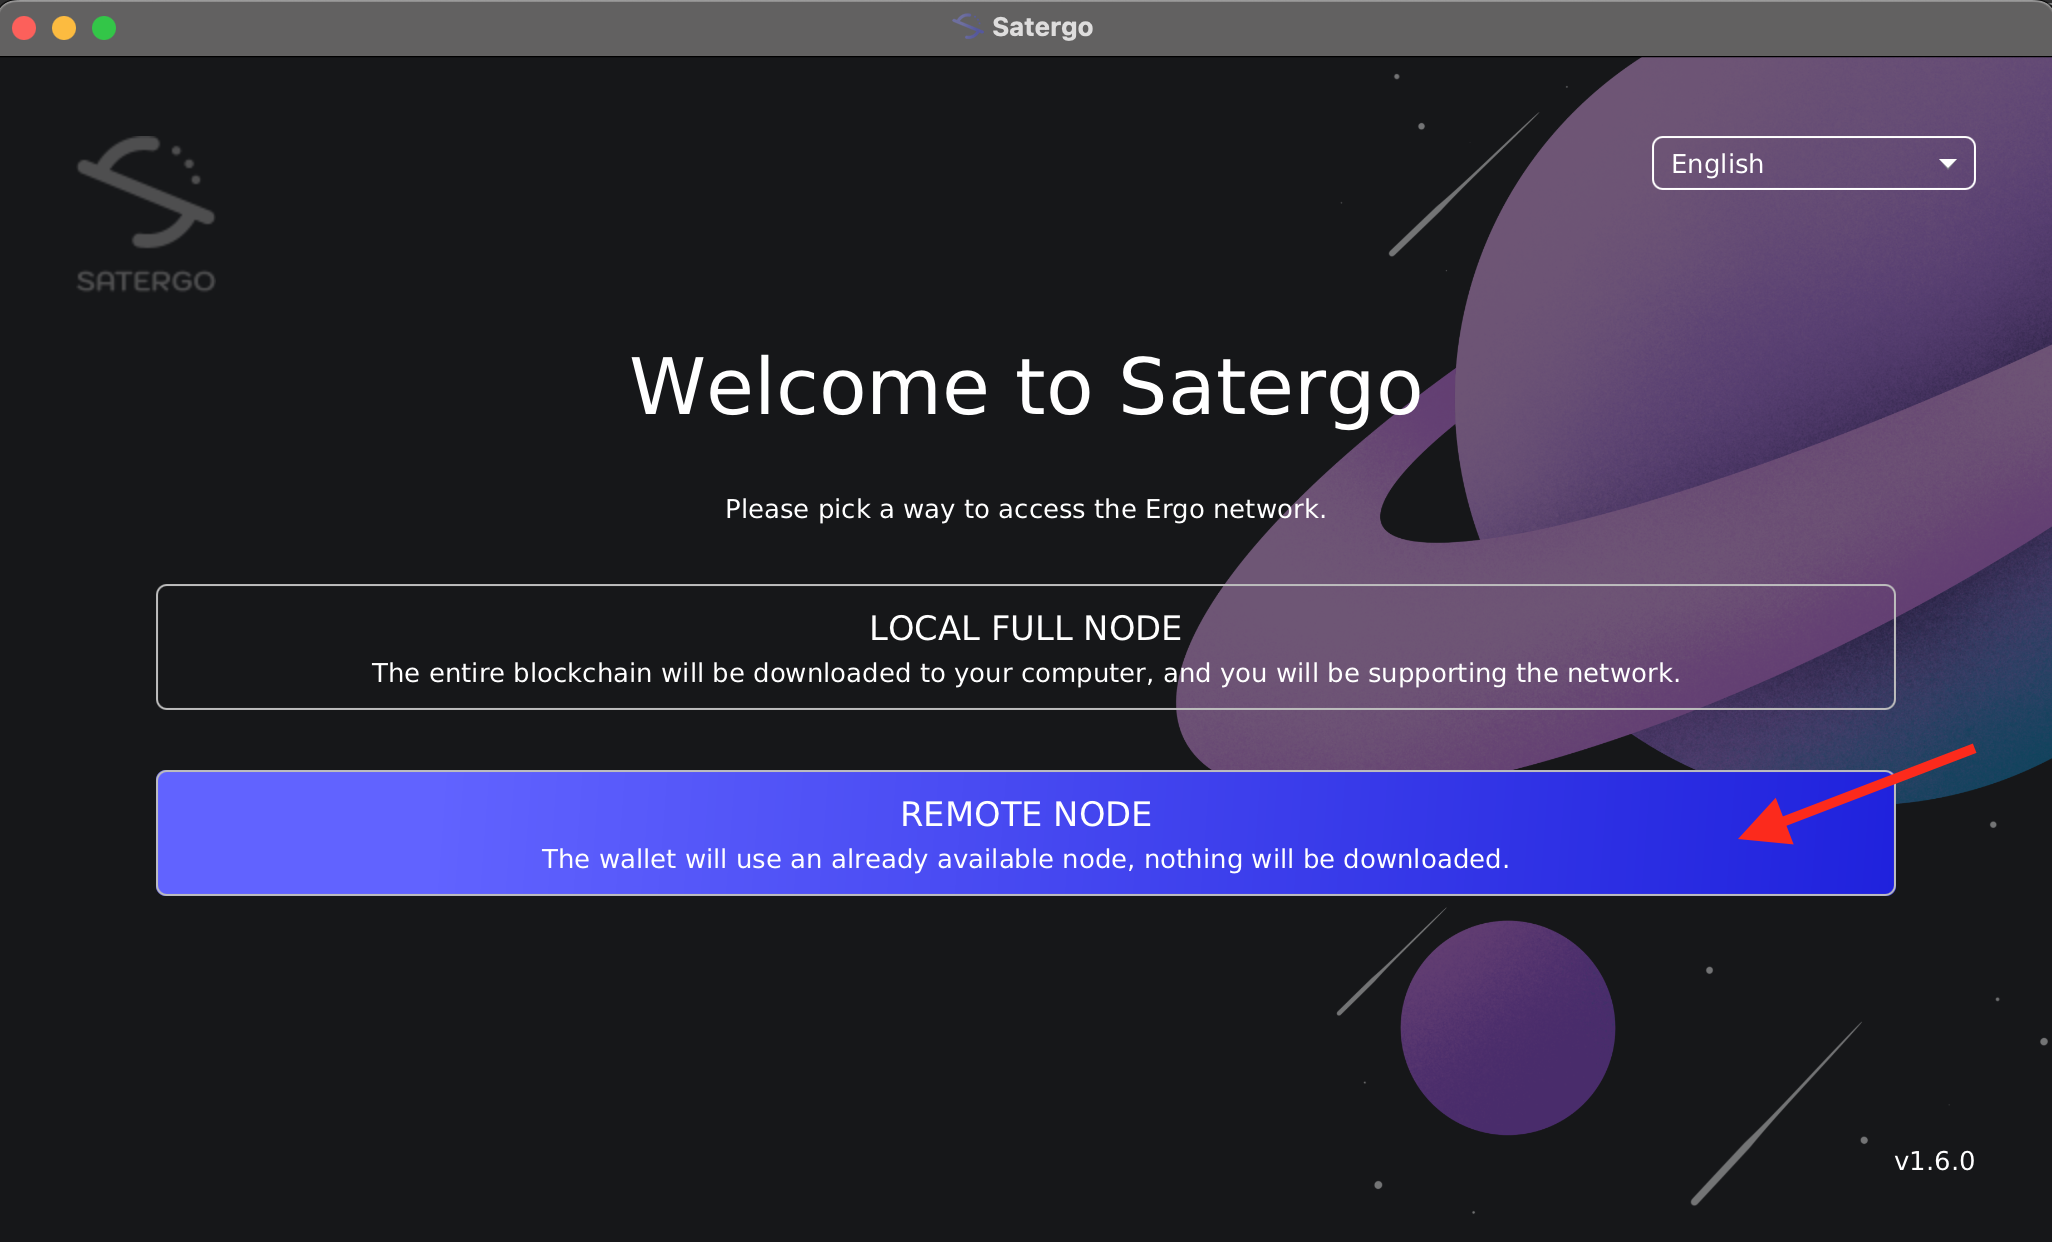 Satergo
SATERGO
English
Welcome to Satergo
Please pick a way to access the Ergo network.
LOCAL FULL NODE
The entire blockchain will be downloaded to your computer, and you will be supporting the network.
REMOTE NODE
The wallet will use an already available node, nothing will be downloaded.
v1.6.0